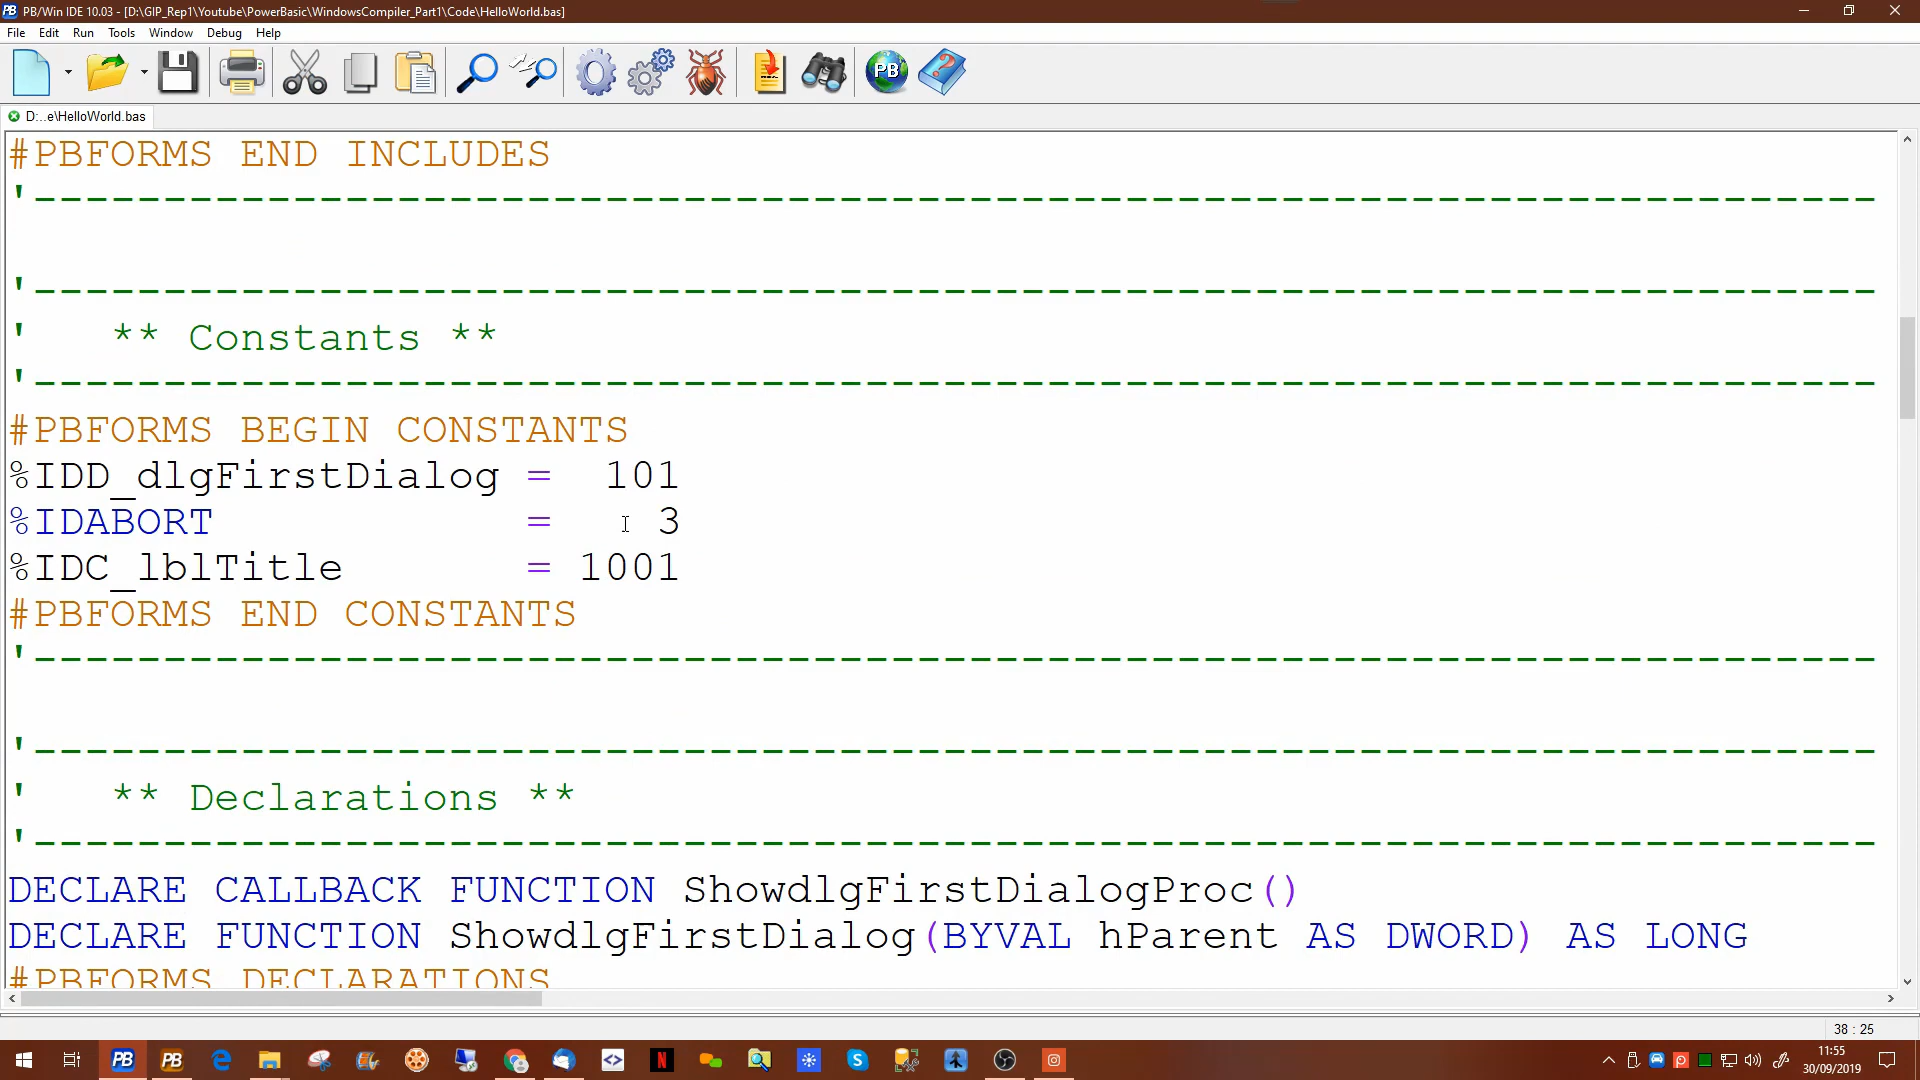 PB/Win IDE 10.03 - [D:\GIP_Rep1\Youtube\PowerBasic\WindowsCompiler_Part1\Code\HelloWorld.bas]
File Edit Run Tools Window Debug Help
PB
D:..e\HelloWorld.bas
#PBFORMS END INCLUDES
'-----------------------------------------------------------------------
'-----------------------------------------------------------------------
'   ** Constants **
'-----------------------------------------------------------------------
#PBFORMS BEGIN CONSTANTS
%IDD_dlgFirstDialog =  101
%IDABORT            =    3
%IDC_lblTitle       = 1001
#PBFORMS END CONSTANTS
'-----------------------------------------------------------------------
'-----------------------------------------------------------------------
'   ** Declarations **
'-----------------------------------------------------------------------
DECLARE CALLBACK FUNCTION ShowdlgFirstDialogProc()
DECLARE FUNCTION ShowdlgFirstDialog(BYVAL hParent AS DWORD) AS LONG
#PBFORMS DECLARATIONS
38 : 25
PB PB
11:55
30/09/2019